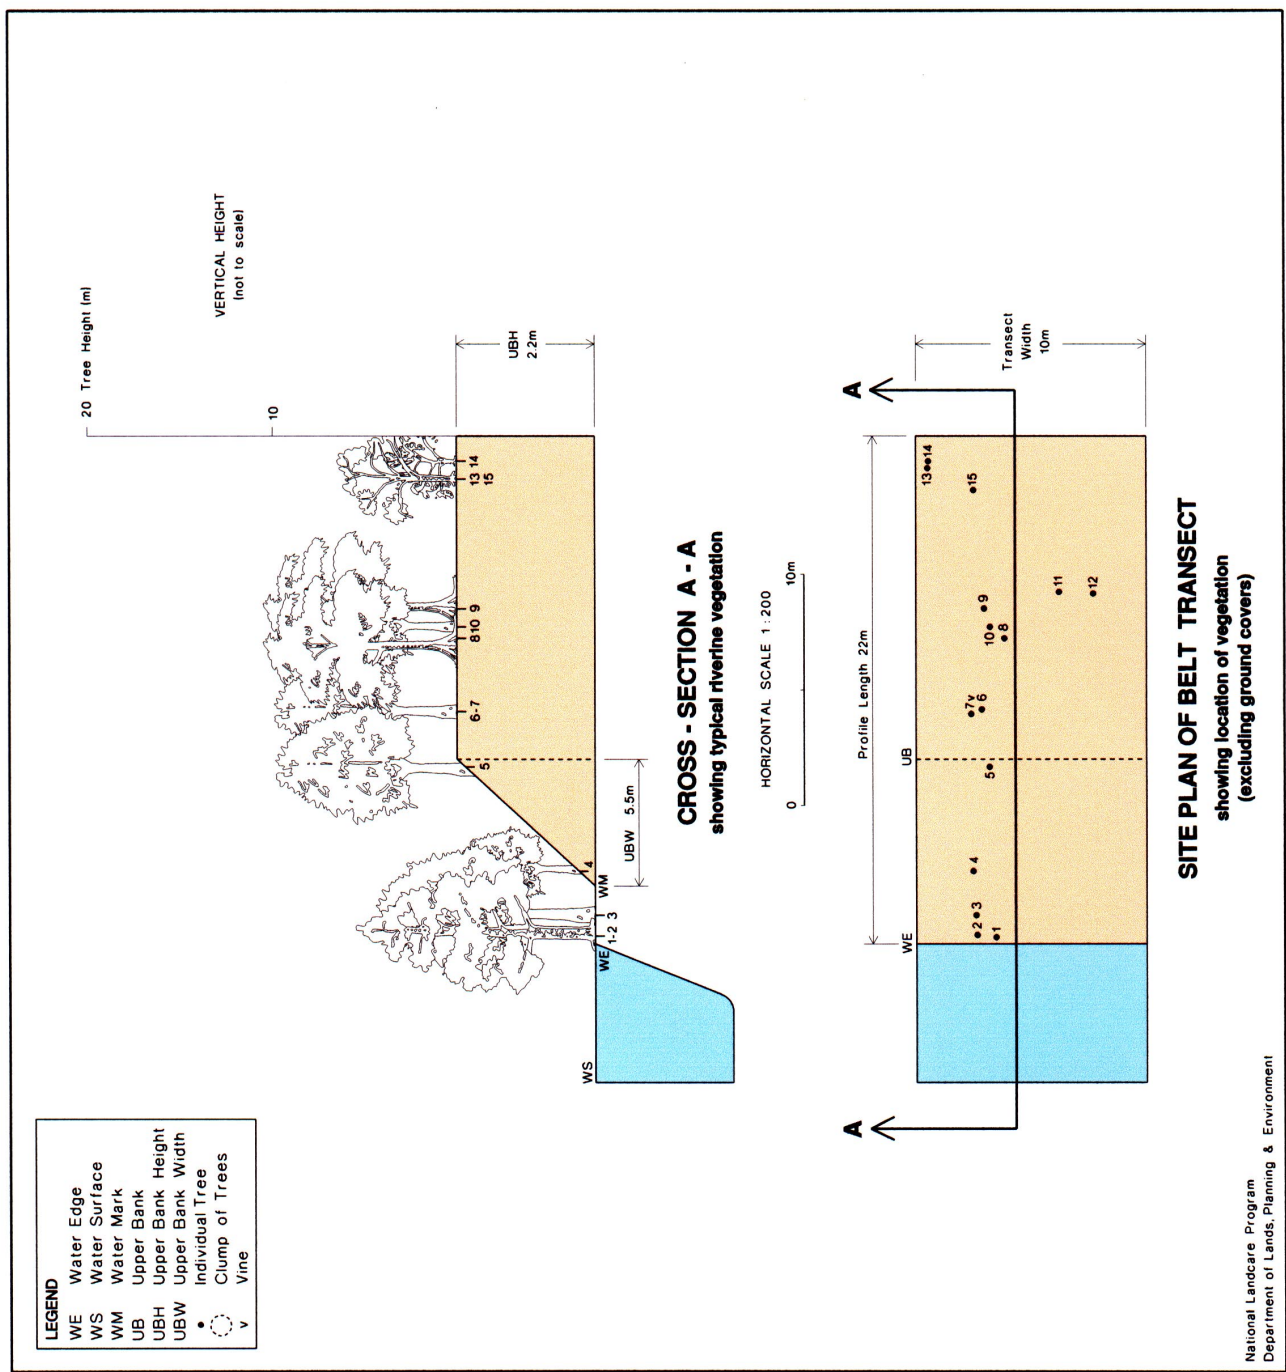 LEGEND
WE Water Edge
WS Water Surface
WM Water Mark
UB Upper Bank
UBH Upper Bank Height
UBW Upper Bank Width
• Individual Tree
Clump of Trees
v Vine
20 Tree Height (m)
10
VERTICAL HEIGHT
(not to scale)
UBH
2.2m
WS
WE
1-2 3
WM
4
5
6-7
8 10 9
13 14
15
UBW 5.5m
CROSS - SECTION A - A
showing typical riverine vegetation
HORIZONTAL SCALE 1 : 200
0 10m
A A
Profile Length 22m
WE UB
Transect
Width
10m
1
2
3
4
5
6
7v
8
9
10
11
12
13
14
15
SITE PLAN OF BELT TRANSECT
showing location of vegetation
(excluding ground covers)
National Landcare Program
Department of Lands, Planning & Environment